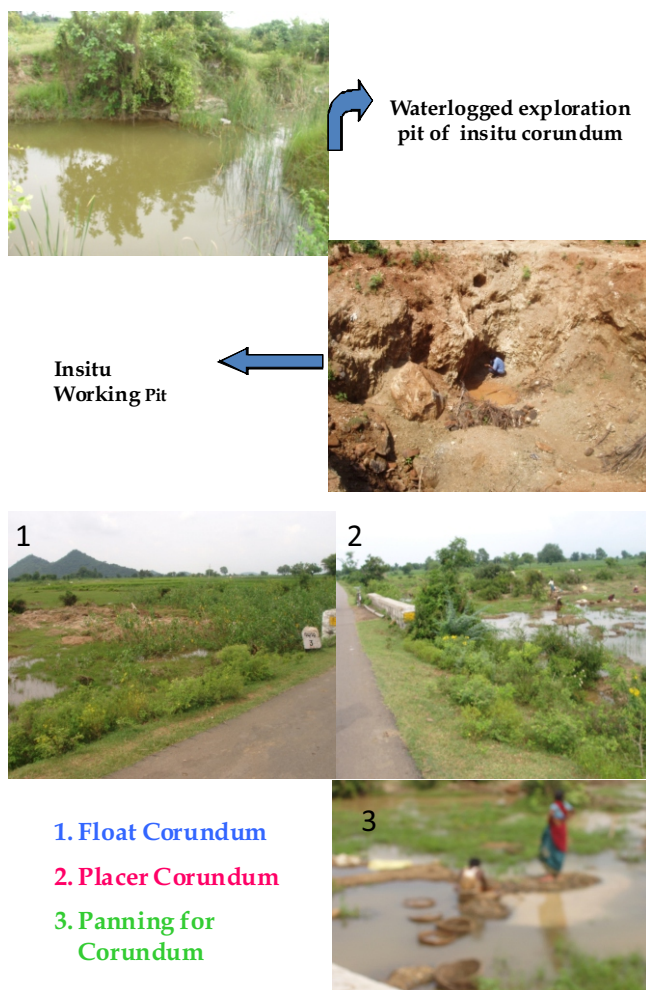 Waterlogged exploration
pit of insitu corundum
Insitu
Working Pit
1
2
3
1. Float Corundum
2. Placer Corundum
3. Panning for
Corundum
3